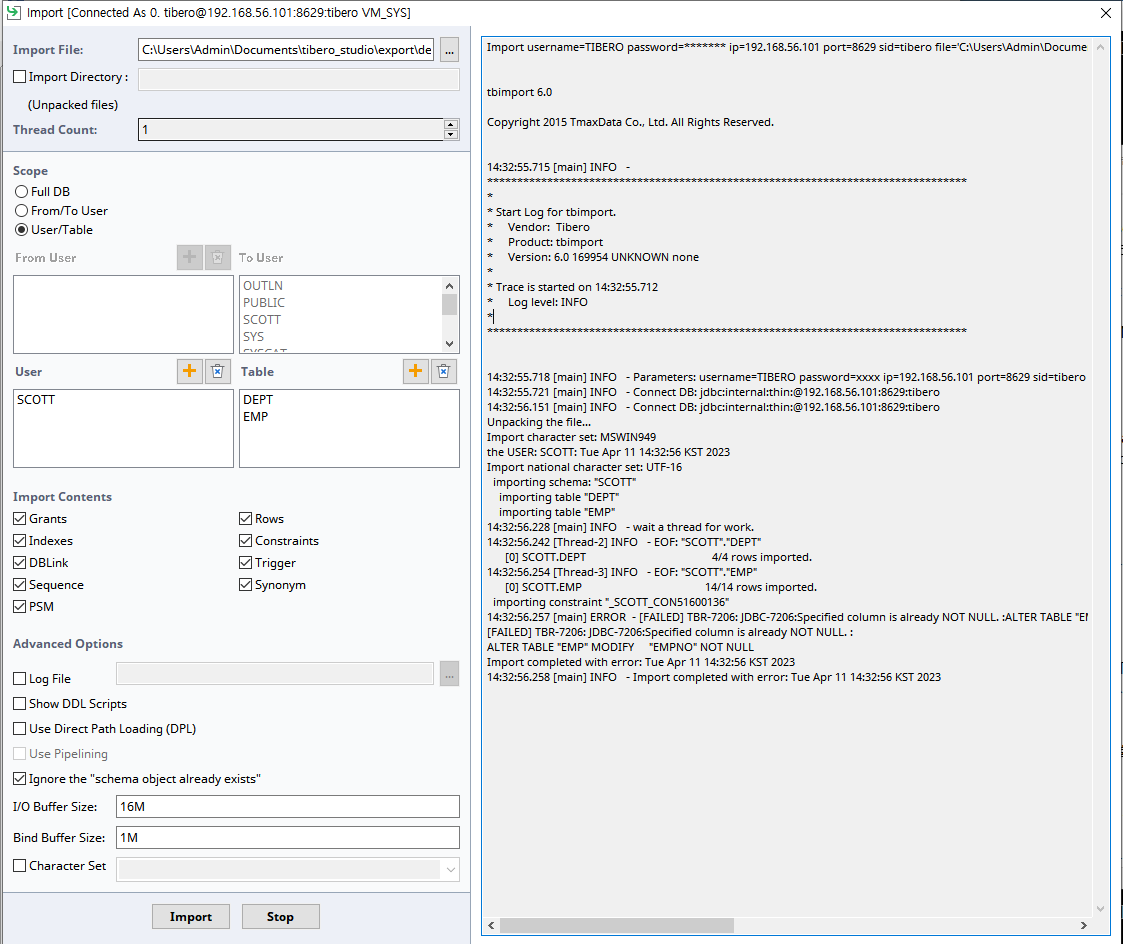 Import [Connected As 0. tibero@192.168.56.101:8629:tibero VM_SYS]
Import File:
C:\Users\Admin\Documents\tibero_studio\export\de
...
Import Directory :
(Unpacked files)
Thread Count:
1
Scope
Full DB
From/To User
User/Table
From User
To User
OUTLN
PUBLIC
SCOTT
SYS
SYSCAT
User
Table
SCOTT
DEPT
EMP
Import Contents
Grants
Rows
Indexes
Constraints
DBLink
Trigger
Sequence
Synonym
PSM
Advanced Options
Log File
...
Show DDL Scripts
Use Direct Path Loading (DPL)
Use Pipelining
Ignore the "schema object already exists"
I/O Buffer Size:
16M
Bind Buffer Size:
1M
Character Set
Import
Stop
Import username=TIBERO password=******* ip=192.168.56.101 port=8629 sid=tibero file='C:\Users\Admin\Docume
tbimport 6.0
Copyright 2015 TmaxData Co., Ltd. All Rights Reserved.
14:32:55.715 [main] INFO   -
********************************************************************************
*
* Start Log for tbimport.
*     Vendor:  Tibero
*     Product: tbimport
*     Version: 6.0 169954 UNKNOWN none
*
* Trace is started on 14:32:55.712
*     Log level: INFO
*
********************************************************************************
14:32:55.718 [main] INFO   - Parameters: username=TIBERO password=xxxx ip=192.168.56.101 port=8629 sid=tibero
14:32:55.721 [main] INFO   - Connect DB: jdbc:internal:thin:@192.168.56.101:8629:tibero
14:32:56.151 [main] INFO   - Connect DB: jdbc:internal:thin:@192.168.56.101:8629:tibero
Unpacking the file...
Import character set: MSWIN949
the USER: SCOTT: Tue Apr 11 14:32:56 KST 2023
Import national character set: UTF-16
importing schema: "SCOTT"
importing table "DEPT"
importing table "EMP"
14:32:56.228 [main] INFO   - wait a thread for work.
14:32:56.242 [Thread-2] INFO   - EOF: "SCOTT"."DEPT"
[0] SCOTT.DEPT                                   4/4 rows imported.
14:32:56.254 [Thread-3] INFO   - EOF: "SCOTT"."EMP"
[0] SCOTT.EMP                                  14/14 rows imported.
importing constraint "_SCOTT_CON51600136"
14:32:56.257 [main] ERROR  - [FAILED] TBR-7206: JDBC-7206:Specified column is already NOT NULL. :ALTER TABLE "EM
[FAILED] TBR-7206: JDBC-7206:Specified column is already NOT NULL. :
ALTER TABLE "EMP" MODIFY     "EMPNO" NOT NULL
Import completed with error: Tue Apr 11 14:32:56 KST 2023
14:32:56.258 [main] INFO   - Import completed with error: Tue Apr 11 14:32:56 KST 2023